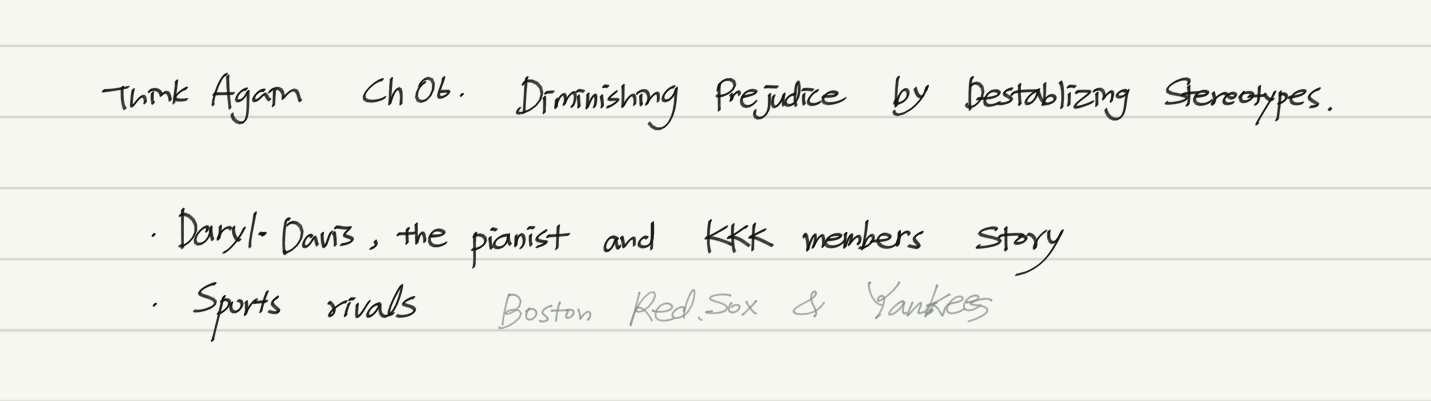 Think Again Ch 06. Diminishing Prejudice by Destablizing Stereotypes.
· Daryl Davis, the pianist and KKK members Story
· Sports rivals Boston Red.Sox & Yankees